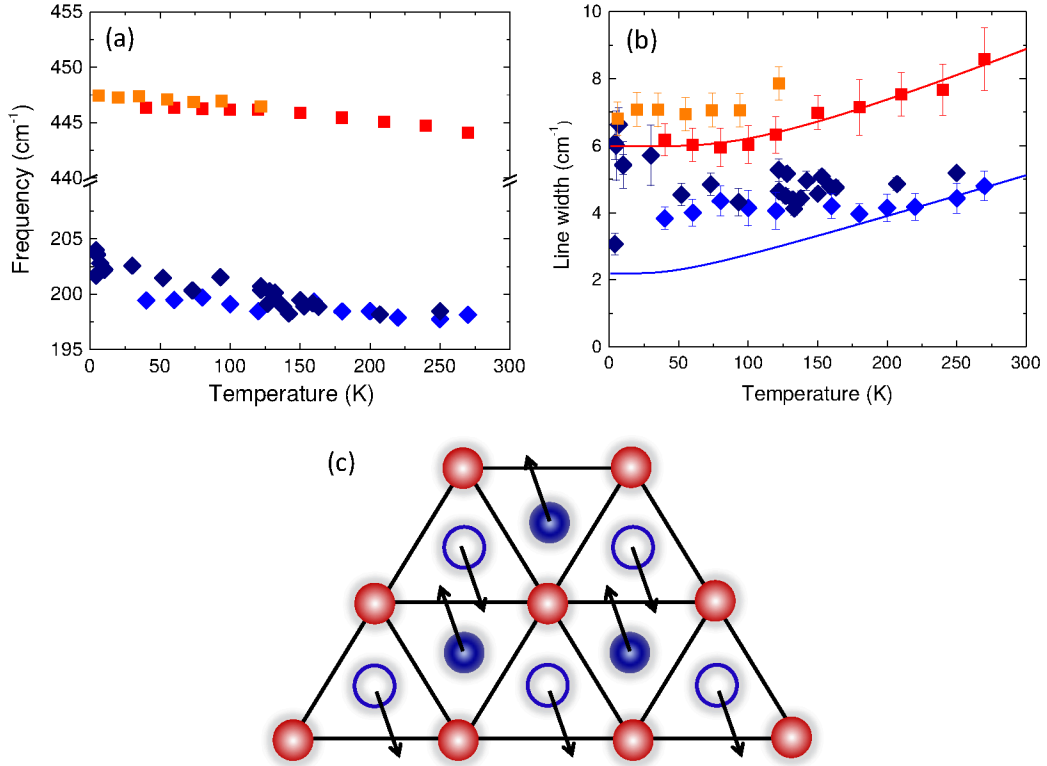 (a)
Frequency (cm⁻¹)
455
450
445
440
205
200
195
0 50 100 150 200 250 300
Temperature (K)
(b)
Line width (cm⁻¹)
10
8
6
4
2
0
0 50 100 150 200 250 300
Temperature (K)
(c)